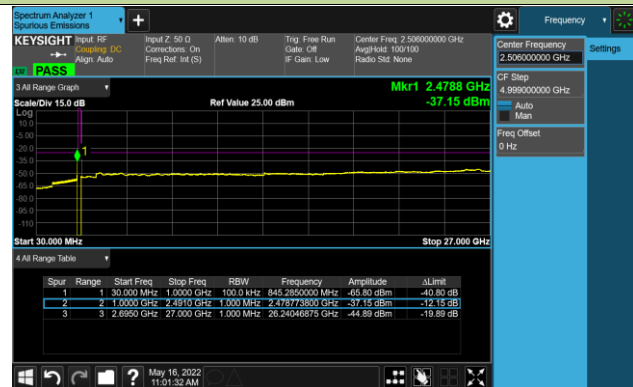 Spectrum Analyzer 1
Spurious Emissions
+
Frequency
KEYSIGHT
Input: RF
Coupling: DC
Align: Auto
Input Z: 50 Ω
Corrections: On
Freq Ref: Int (S)
Atten: 10 dB
Trig: Free Run
Gate: Off
IF Gain: Low
Center Freq: 2.506000000 GHz
Avg|Hold: 100/100
Radio Std: None
PASS
Center Frequency
2.506000000 GHz
Settings
CF Step
4.999000000 GHz
Auto
Man
Freq Offset
0 Hz
3 All Range Graph
Mkr1 2.4788 GHz
Scale/Div 15.0 dB
Ref Value 25.00 dBm
-37.15 dBm
Log
10.0
-5.00
-20.0
-35.0
-50.0
-65.0
-80.0
-95.0
-110
1
Start 30.000 MHz
Stop 27.000 GHz
4 All Range Table
Spur Range Start Freq Stop Freq RBW Frequency Amplitude ΔLimit
1 1 30.000 MHz 1.0000 GHz 100.0 kHz 845.2850000 MHz -65.80 dBm -40.80 dB
2 2 1.0000 GHz 2.4910 GHz 1.000 MHz 2.478773800 GHz -37.15 dBm -12.15 dB
3 3 2.6950 GHz 27.000 GHz 1.000 MHz 26.24046875 GHz -44.89 dBm -19.89 dB
?
May 16, 2022
11:01:32 AM